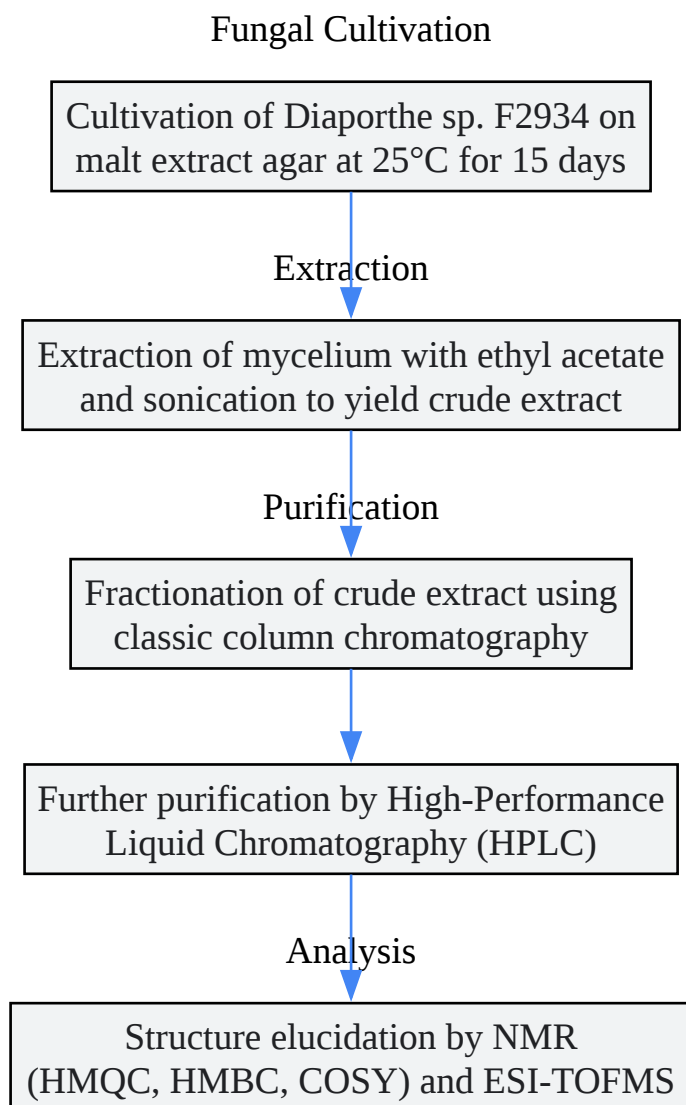 Fungal Cultivation
Cultivation of Diaporthe sp. F2934 on
malt extract agar at 25°C for 15 days
Extraction
Extraction of mycelium with ethyl acetate
and sonication to yield crude extract
Purification
Fractionation of crude extract using
classic column chromatography
Further purification by High-Performance
Liquid Chromatography (HPLC)
Analysis
Structure elucidation by NMR
(HMQC, HMBC, COSY) and ESI-TOFMS